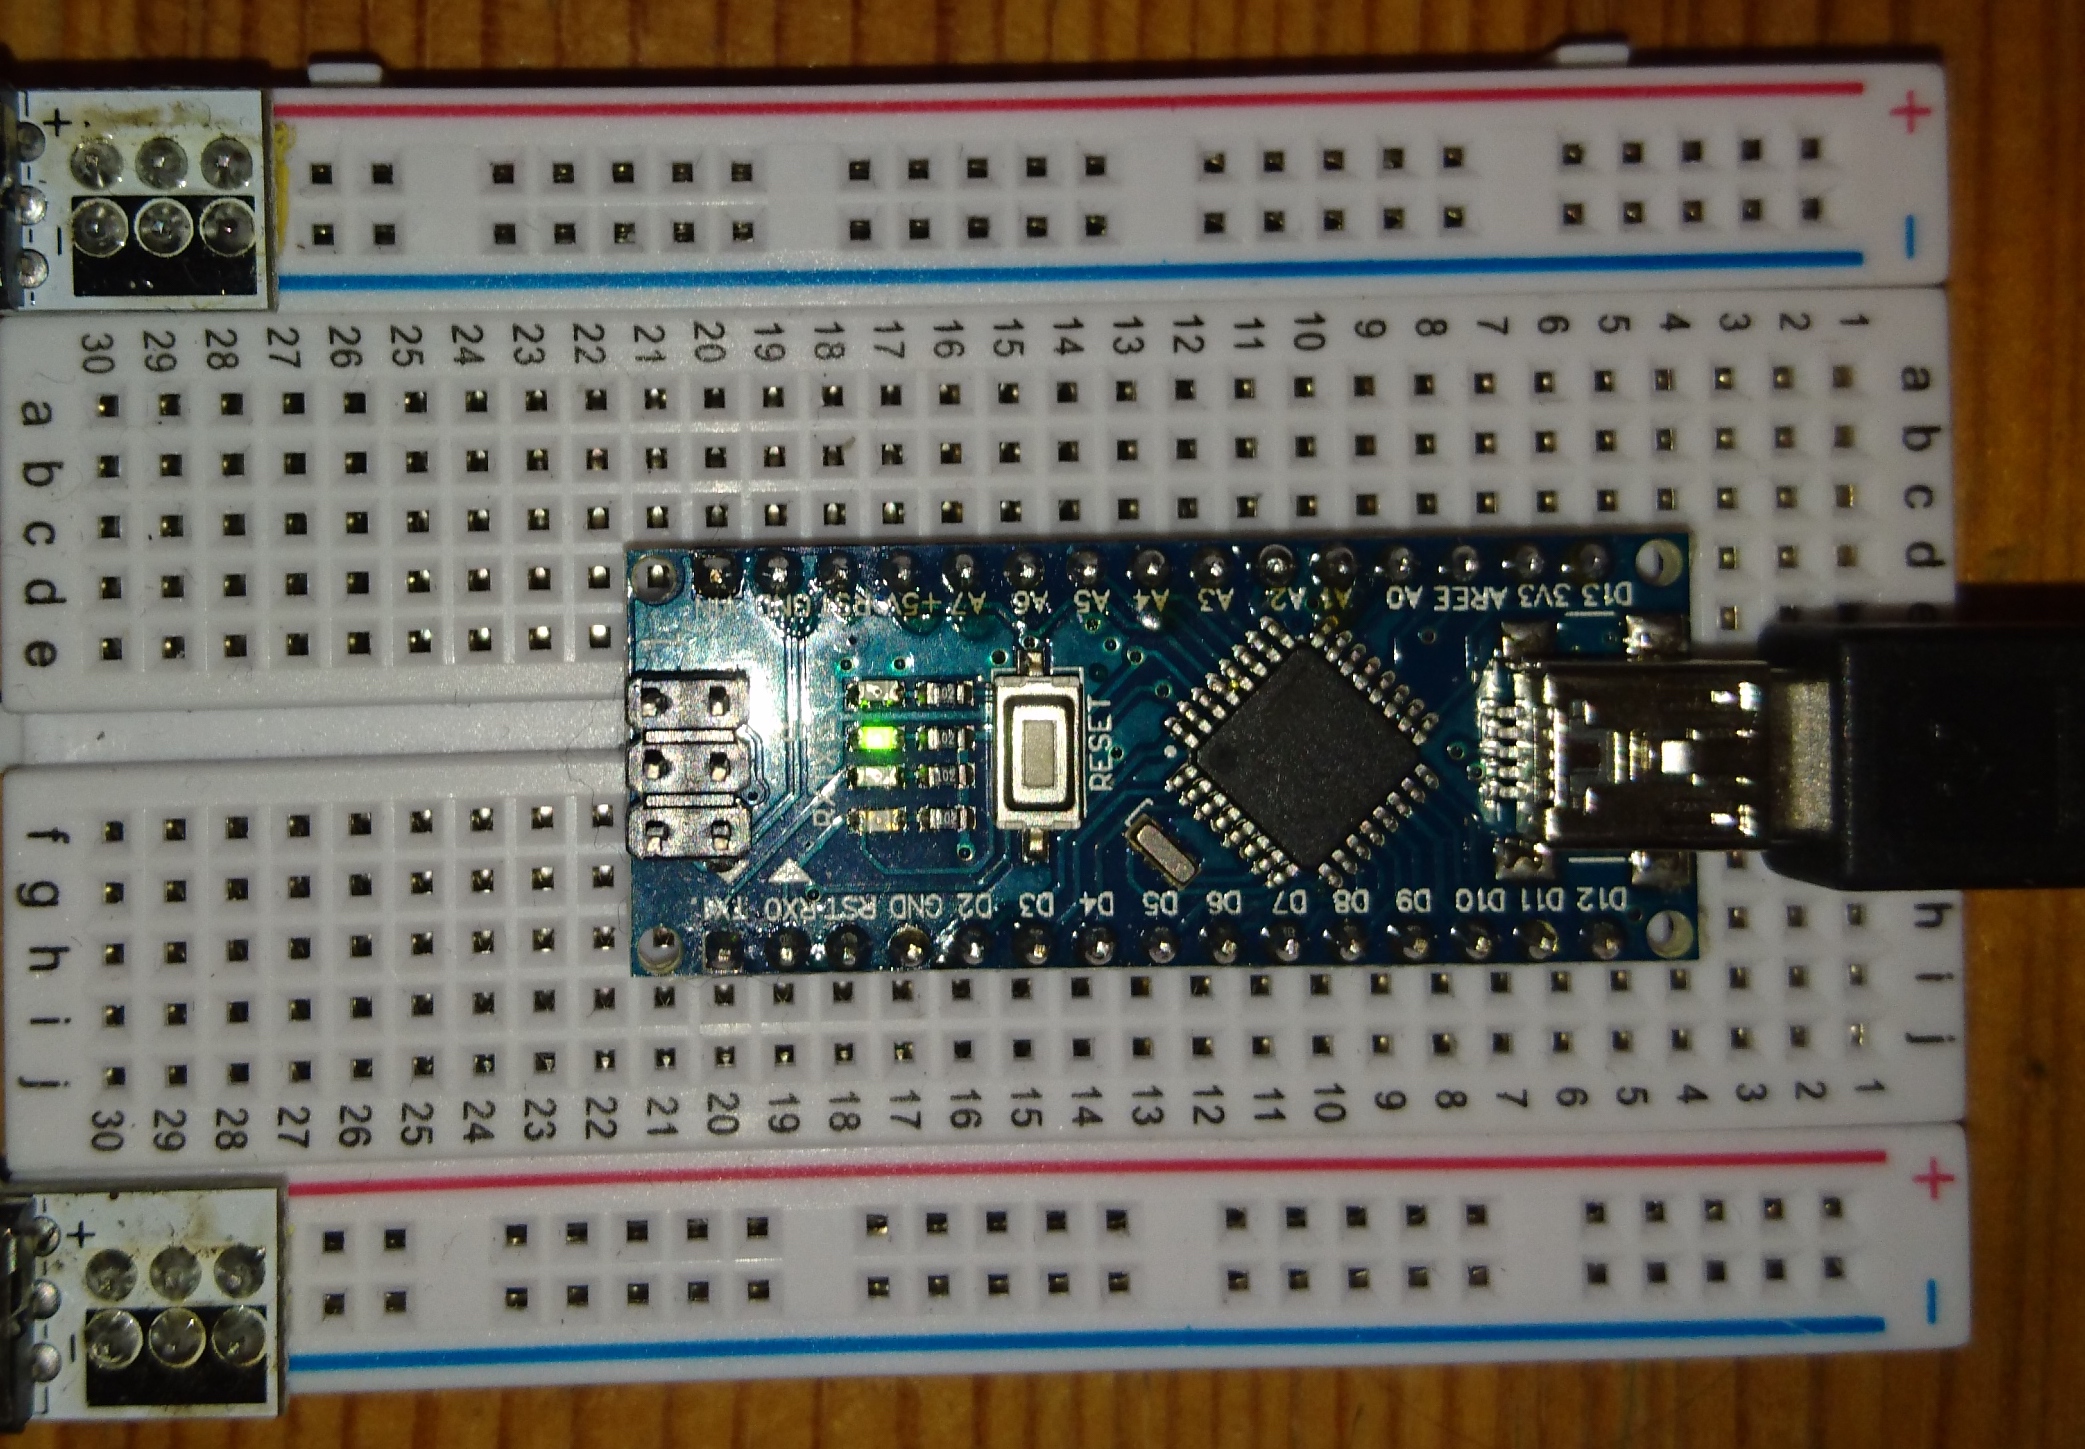 +
+
-
-
30 29 28 27 26 25 24 23 22 21 20 19 18 17 16 15 14 13 12 11 10 9 8 7 6 5 4 3 2 1
a a
b b
c c
d d
e e
D13 3V3 AREF A0 A1 A2 A3 A4 A5 A6 A7 +5V RST GND VIN
RESET
102
102
RX
D12 D11 D10 D9 D8 D7 D6 D5 D4 D3 D2 GND RST RX0 TX1
f
g
h h
i i
j j
30 29 28 27 26 25 24 23 22 21 20 19 18 17 16 15 14 13 12 11 10 9 8 7 6 5 4 3 2 1
+
+
-
-